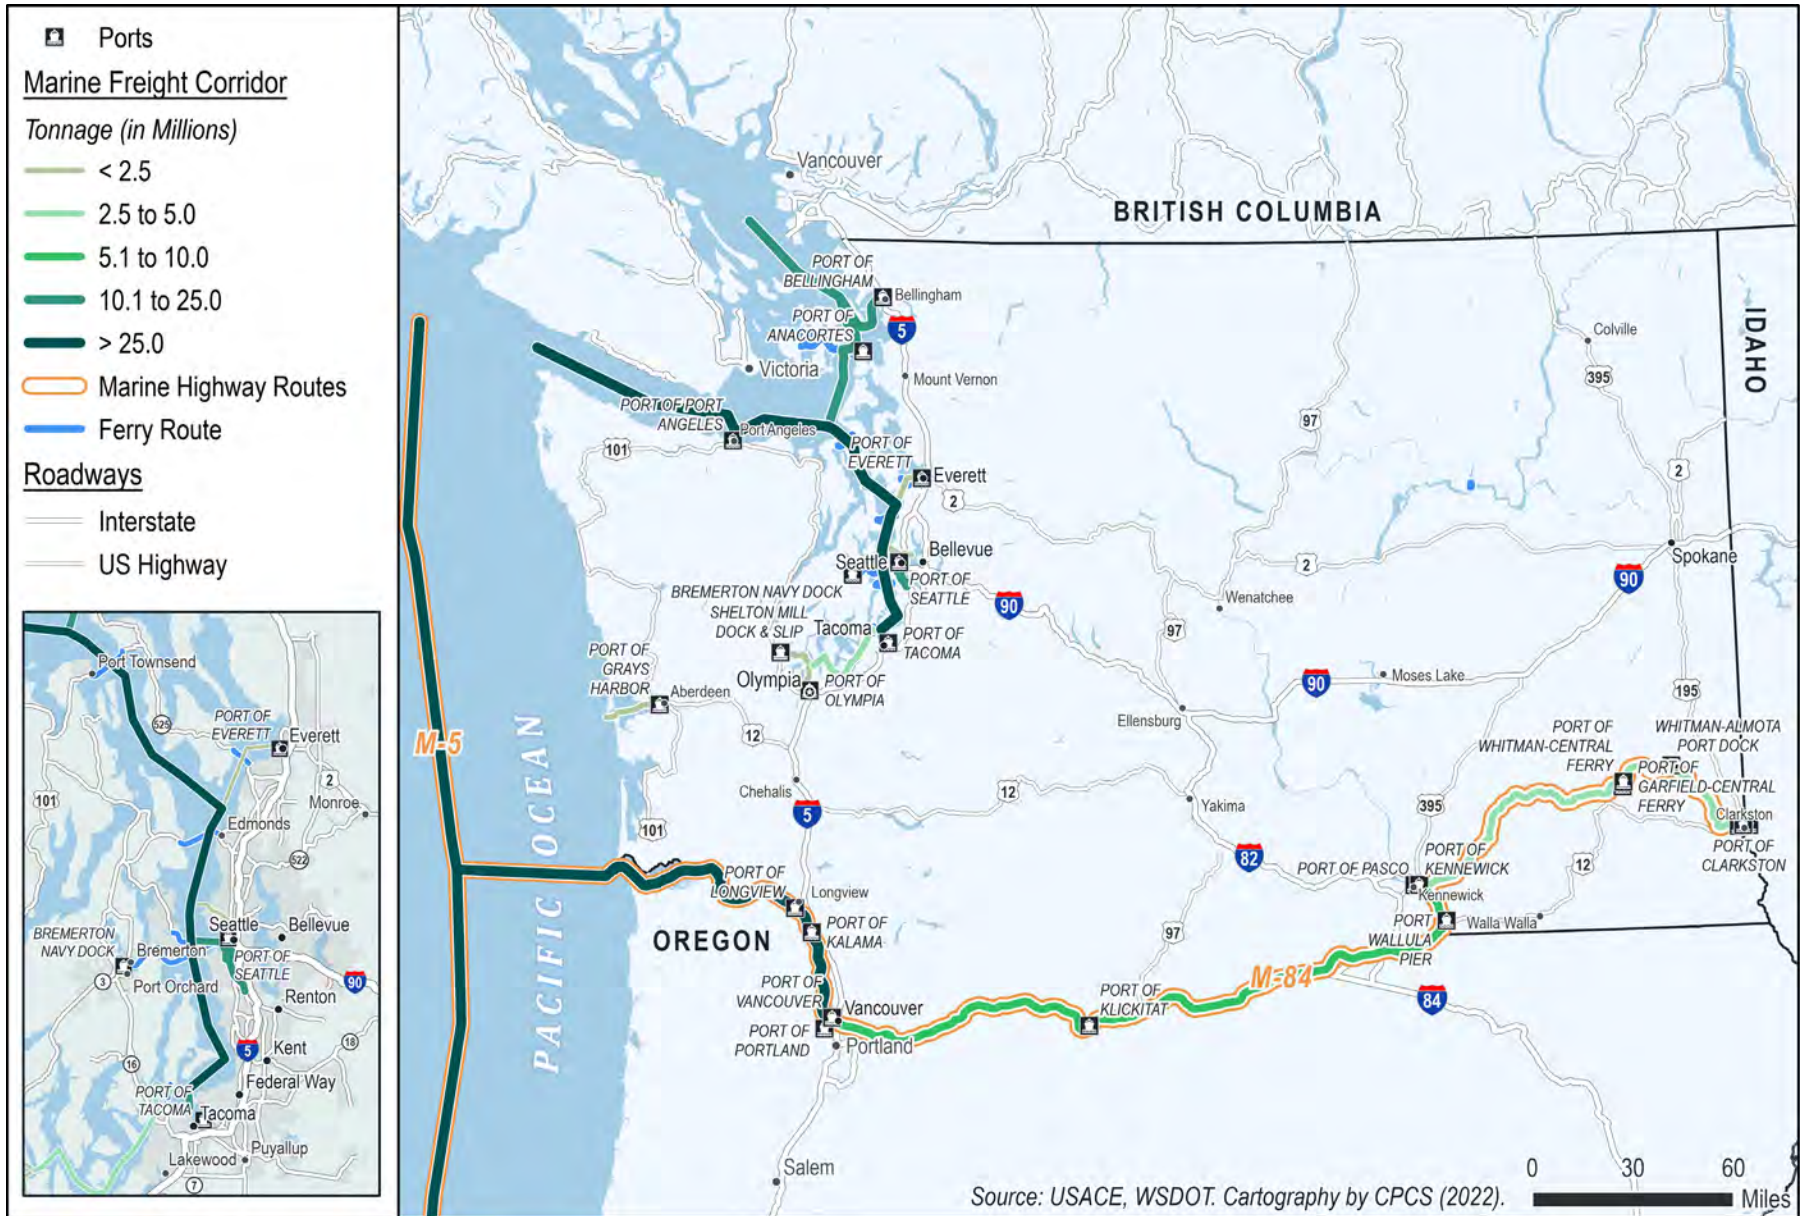 Ports
Marine Freight Corridor
Tonnage (in Millions)
< 2.5
2.5 to 5.0
5.1 to 10.0
10.1 to 25.0
> 25.0
Marine Highway Routes
Ferry Route
Roadways
Interstate
US Highway
Port Townsend
525
PORT OF
EVERETT
Everett
2
101
Monroe
Edmonds
522
Seattle
Bellevue
BREMERTON
NAVY DOCK
Bremerton
PORT OF
SEATTLE
3
Port Orchard
90
Renton
5
Kent
18
16
Federal Way
PORT OF
TACOMA
Tacoma
Puyallup
Lakewood
7
Vancouver
BRITISH COLUMBIA
PORT OF
BELLINGHAM
Bellingham
PORT OF
ANACORTES
5
IDAHO
Colville
Victoria
Mount Vernon
395
PORT OF PORT
ANGELES
Port Angeles
97
101
PORT OF
EVERETT
Everett
2
2
Bellevue
Seattle
Spokane
2
BREMERTON NAVY DOCK
PORT OF
SEATTLE
90
90
SHELTON MILL
DOCK & SLIP
Wenatchee
Tacoma
PORT OF
TACOMA
97
PORT OF
GRAYS
HARBOR
Olympia
PORT OF
OLYMPIA
Aberdeen
90
Moses Lake
195
M-5
12
Ellensburg
PORT OF
WHITMAN-CENTRAL
FERRY
WHITMAN-ALMOTA
PORT DOCK
PORT OF
GARFIELD-CENTRAL
FERRY
PACIFIC OCEAN
Chehalis
5
12
Yakima
395
Clarkston
101
PORT OF
CLARKSTON
82
PORT OF PASCO
PORT OF
KENNEWICK
12
PORT OF
LONGVIEW
Longview
Kennewick
PORT OF
KALAMA
OREGON
97
PORT
WALLULA
PIER
Walla Walla
M-84
PORT OF
VANCOUVER
Vancouver
PORT OF
KLICKITAT
84
PORT OF
PORTLAND
Portland
Salem
0 30 60
Miles
Source: USACE, WSDOT. Cartography by CPCS (2022).